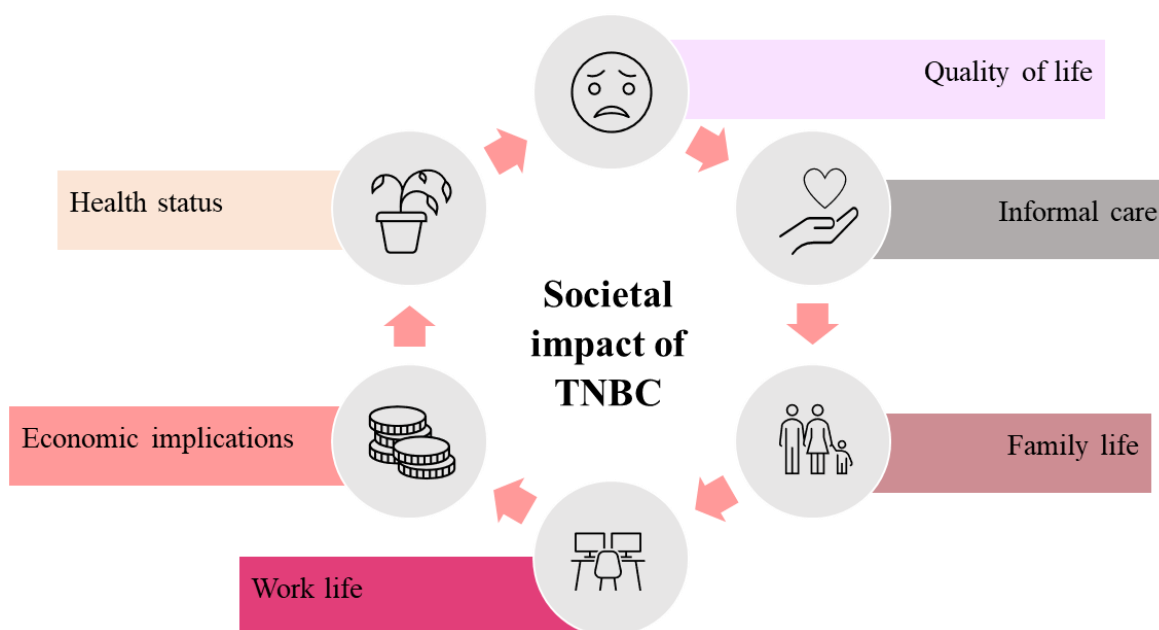 Quality of life
Health status
Informal care
Societal
impact of
TNBC
Economic implications
Family life
Work life